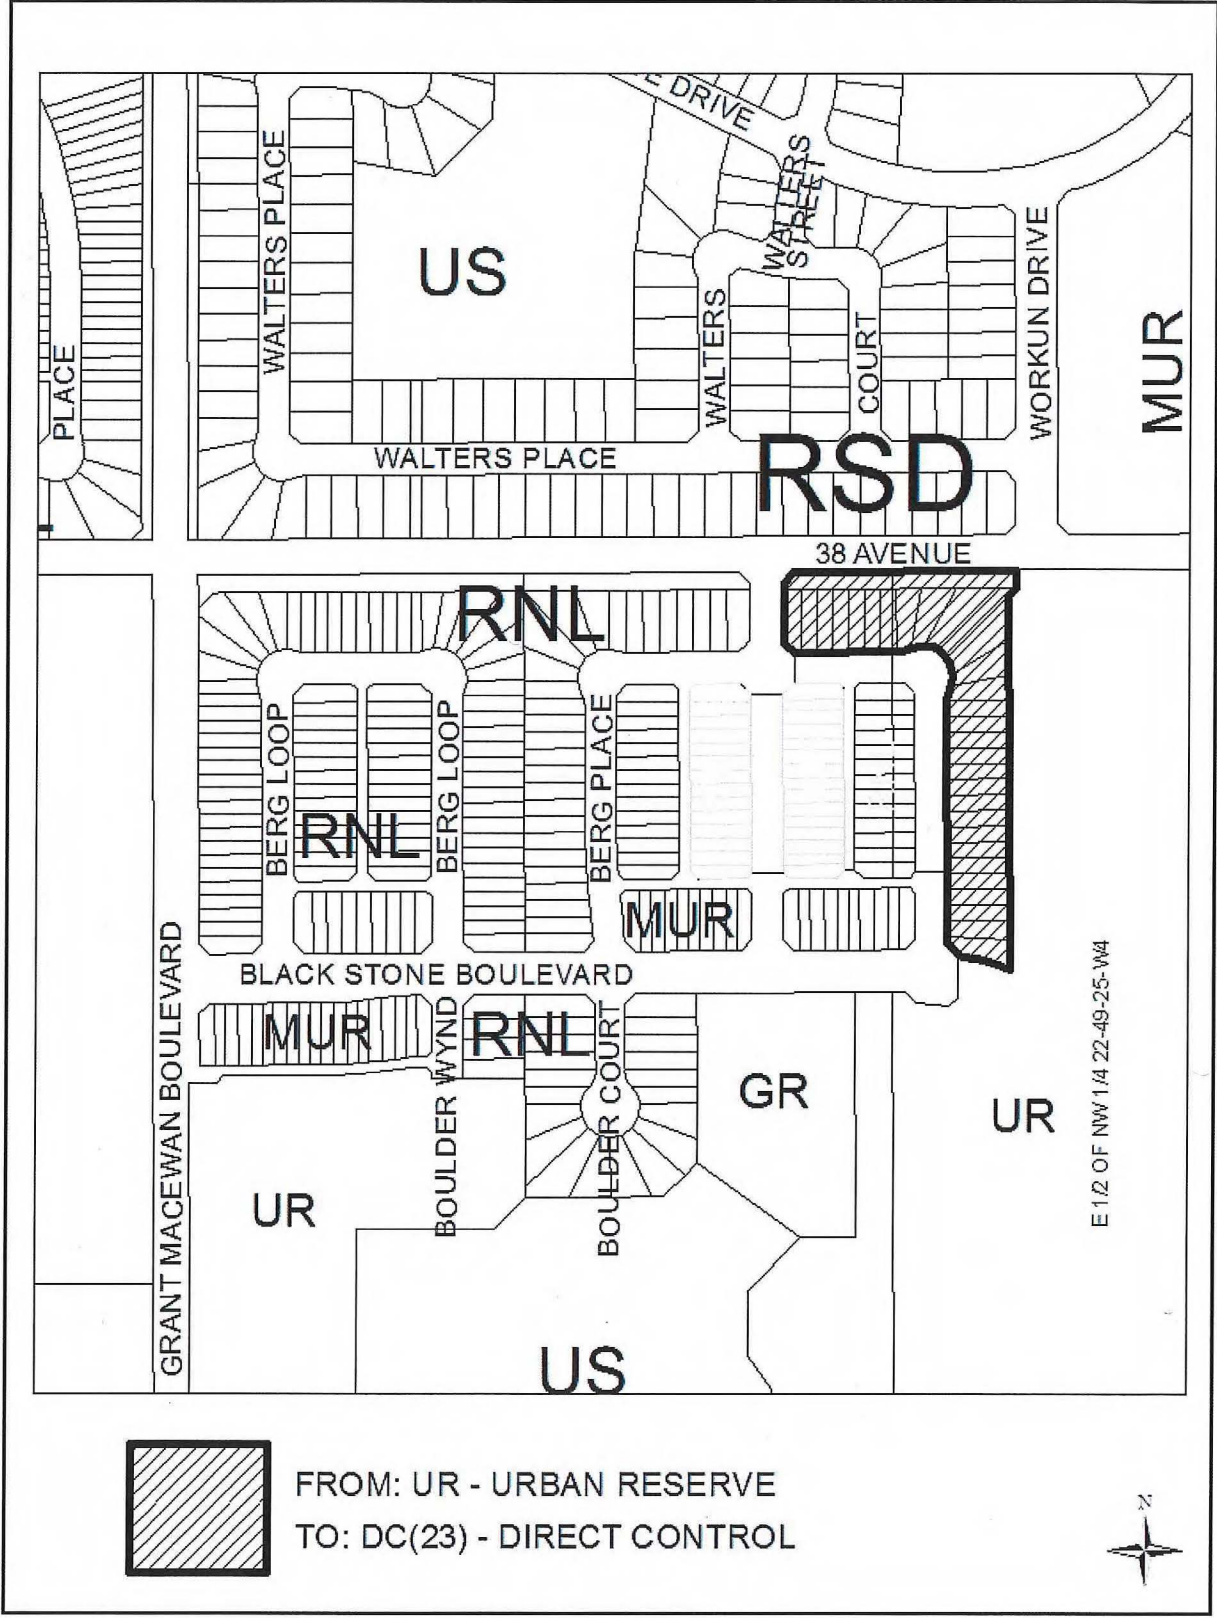 E DRIVE
WALTERS
STREET
WALTERS PLACE
US
WORKUN DRIVE
WALTERS
COURT
MUR
PLACE
WALTERS PLACE
RSD
38 AVENUE
RNL
BERG LOOP
BERG LOOP
BERG PLACE
RNL
MUR
BLACK STONE BOULEVARD
GRANT MACEWAN BOULEVARD
MUR
BOULDER WYND
RNL
BOULDER COURT
GR
UR
E 1/2 OF NW 1/4 22-49-25-W4
UR
US
FROM: UR - URBAN RESERVE
TO: DC(23) - DIRECT CONTROL
N